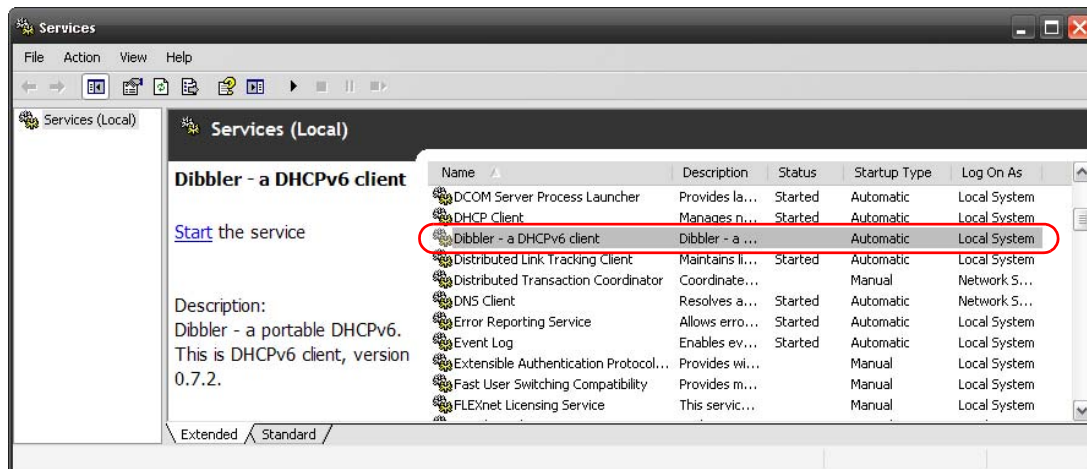 Services
File Action View Help
Services (Local)
Services (Local)
Dibbler - a DHCPv6 client
Start the service
Description:
Dibbler - a portable DHCPv6.
This is DHCPv6 client, version
0.7.2.
Name Description Status Startup Type Log On As
DCOM Server Process Launcher Provides la... Started Automatic Local System
DHCP Client Manages n... Started Automatic Local System
Dibbler - a DHCPv6 client Dibbler - a ... Automatic Local System
Distributed Link Tracking Client Maintains li... Started Automatic Local System
Distributed Transaction Coordinator Coordinate... Manual Network S...
DNS Client Resolves a... Started Automatic Network S...
Error Reporting Service Allows erro... Started Automatic Local System
Event Log Enables ev... Started Automatic Local System
Extensible Authentication Protocol... Provides wi... Manual Local System
Fast User Switching Compatibility Provides m... Manual Local System
FLEXnet Licensing Service This servic... Manual Local System
Extended Standard